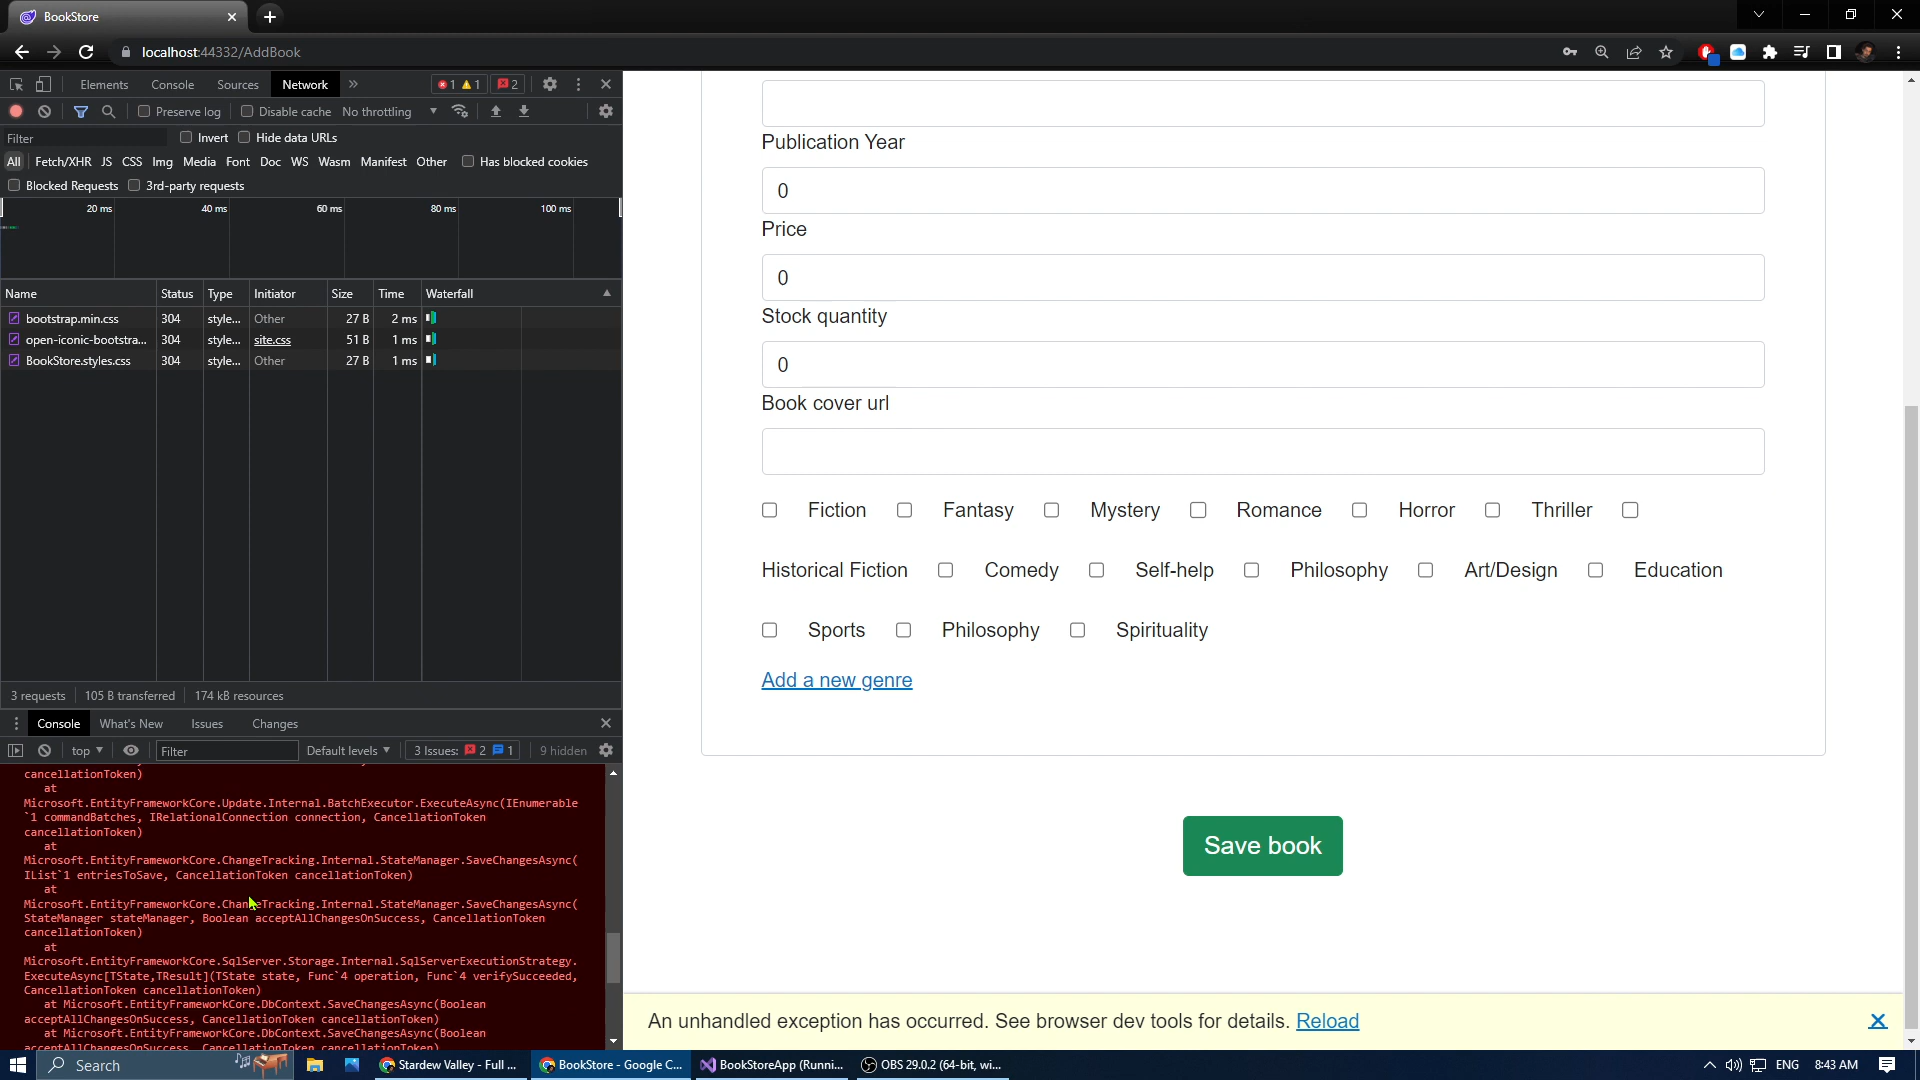 BookStore
localhost:44332/AddBook
Elements Console Sources Network » 1 1 2
Preserve log Disable cache No throttling
Filter Invert Hide data URLs
All Fetch/XHR JS CSS Img Media Font Doc WS Wasm Manifest Other Has blocked cookies
Blocked Requests 3rd-party requests
20 ms 40 ms 60 ms 80 ms 100 ms
Name Status Type Initiator Size Time Waterfall
bootstrap.min.css 304 style... Other 27 B 2 ms
open-iconic-bootstra... 304 style... site.css 51 B 1 ms
BookStore.styles.css 304 style... Other 27 B 1 ms
3 requests 105 B transferred 174 kB resources
Console What's New Issues Changes
top Filter Default levels 3 Issues: 2 1 9 hidden
cancellationToken)
at
Microsoft.EntityFrameworkCore.Update.Internal.BatchExecutor.ExecuteAsync(IEnumerable
`1 commandBatches, IRelationalConnection connection, CancellationToken
cancellationToken)
at
Microsoft.EntityFrameworkCore.ChangeTracking.Internal.StateManager.SaveChangesAsync(
IList`1 entriesToSave, CancellationToken cancellationToken)
at
Microsoft.EntityFrameworkCore.ChangeTracking.Internal.StateManager.SaveChangesAsync(
StateManager stateManager, Boolean acceptAllChangesOnSuccess, CancellationToken
cancellationToken)
at
Microsoft.EntityFrameworkCore.SqlServer.Storage.Internal.SqlServerExecutionStrategy.
ExecuteAsync[TState,TResult](TState state, Func`4 operation, Func`4 verifySucceeded,
CancellationToken cancellationToken)
at Microsoft.EntityFrameworkCore.DbContext.SaveChangesAsync(Boolean
acceptAllChangesOnSuccess, CancellationToken cancellationToken)
at Microsoft.EntityFrameworkCore.DbContext.SaveChangesAsync(Boolean
acceptAllChangesOnSuccess, CancellationToken cancellationToken)
Publication Year
0
Price
0
Stock quantity
0
Book cover url
Fiction Fantasy Mystery Romance Horror Thriller
Historical Fiction Comedy Self-help Philosophy Art/Design Education
Sports Philosophy Spirituality
Add a new genre
Save book
An unhandled exception has occurred. See browser dev tools for details. Reload
Search Stardew Valley - Full ... BookStore - Google C... BookStoreApp (Runni... OBS 29.0.2 (64-bit, wi... ENG 8:43 AM